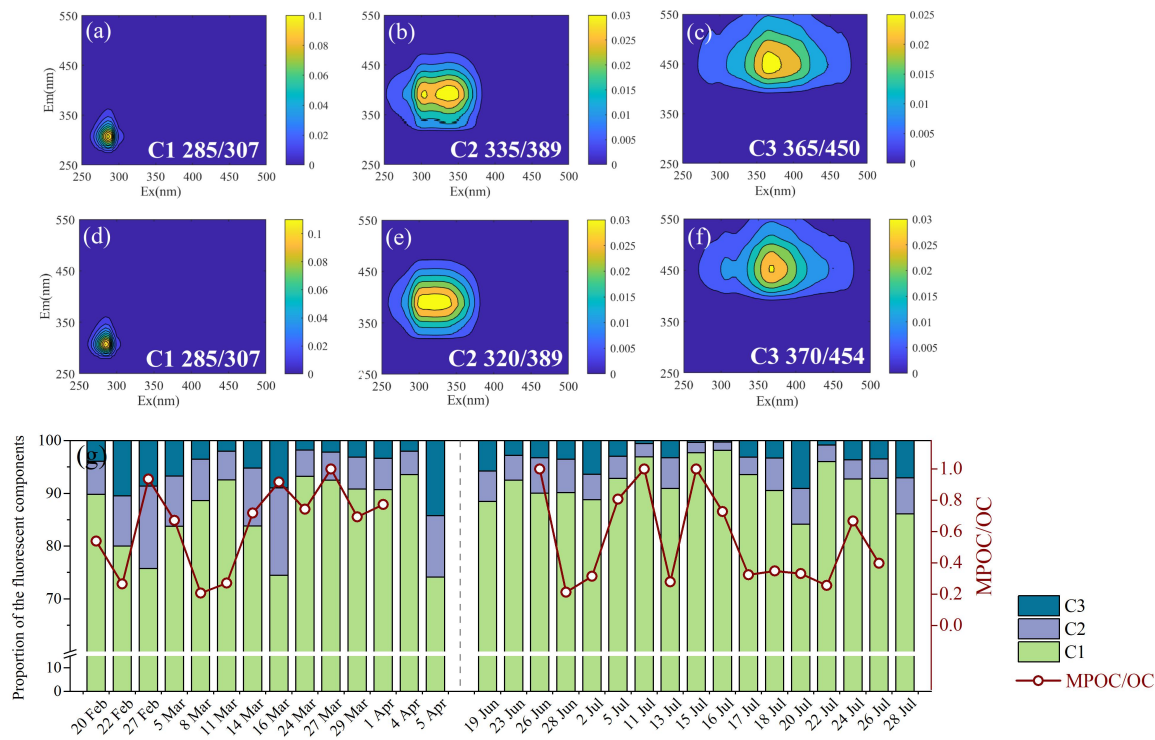 (a)
Em(nm)
550
450
350
250
250 300 350 400 450 500
Ex(nm)
C1 285/307
0.1
0.08
0.06
0.04
0.02
0
(b)
550
450
350
250
250 300 350 400 450 500
Ex(nm)
C2 335/389
0.03
0.025
0.02
0.015
0.01
0.005
0
(c)
550
450
350
250
250 300 350 400 450 500
Ex(nm)
C3 365/450
0.025
0.02
0.015
0.01
0.005
0
(d)
Em(nm)
550
450
350
250
250 300 350 400 450 500
Ex(nm)
C1 285/307
0.1
0.08
0.06
0.04
0.02
0
(e)
550
450
350
250
250 300 350 400 450 500
Ex(nm)
C2 320/389
0.03
0.025
0.02
0.015
0.01
0.005
0
(f)
550
450
350
250
250 300 350 400 450 500
Ex(nm)
C3 370/454
0.03
0.025
0.02
0.015
0.01
0.005
0
(g)
Proportion of the fluorescent components
100
90
80
70
10
0
20 Feb
22 Feb
27 Feb
5 Mar
8 Mar
11 Mar
14 Mar
16 Mar
24 Mar
27 Mar
29 Mar
1 Apr
4 Apr
5 Apr
19 Jun
23 Jun
26 Jun
28 Jun
2 Jul
5 Jul
11 Jul
13 Jul
15 Jul
16 Jul
17 Jul
18 Jul
20 Jul
22 Jul
24 Jul
26 Jul
28 Jul
1.0
0.8
0.6
0.4
0.2
0.0
MPOC/OC
C3
C2
C1
MPOC/OC